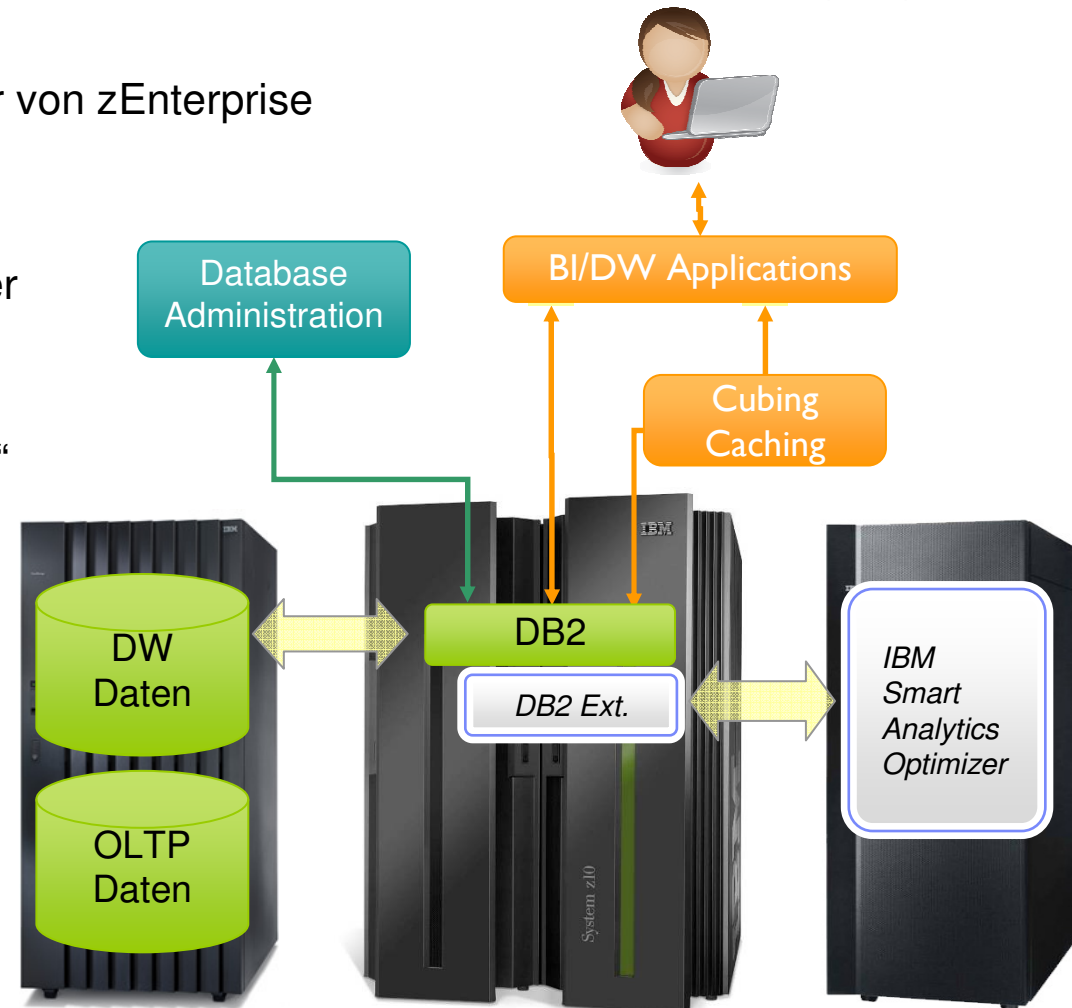 r von zEnterprise
er
“
Database
Administration
BI/DW Applications
Cubing
Caching
IBM
IBM
DW
Daten
DB2
DB2 Ext.
IBM
Smart
Analytics
Optimizer
OLTP
Daten
System z10